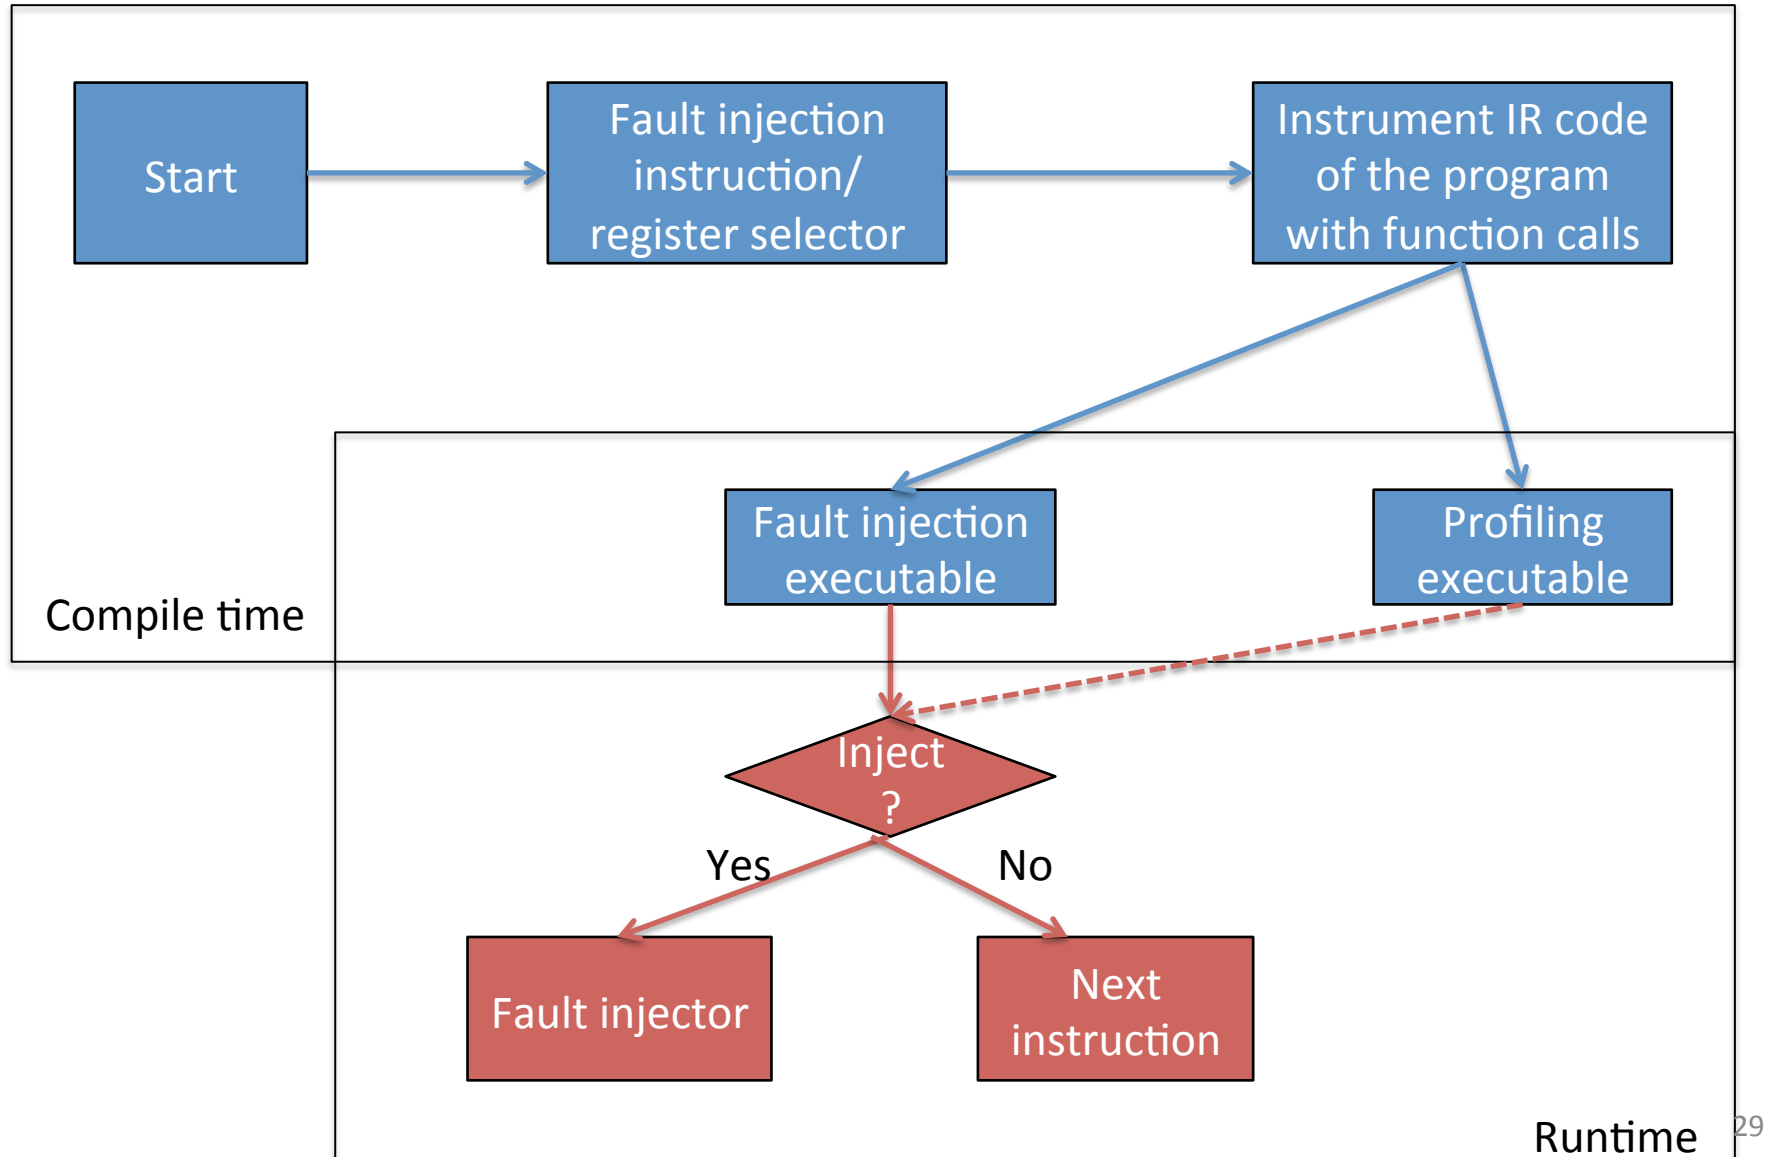 Start
Fault injection
instruction/
register selector
Instrument IR code
of the program
with function calls
Fault injection
executable
Profiling
executable
Compile time
Inject
?
Yes
No
Fault injector
Next
instruction
Runtime
29